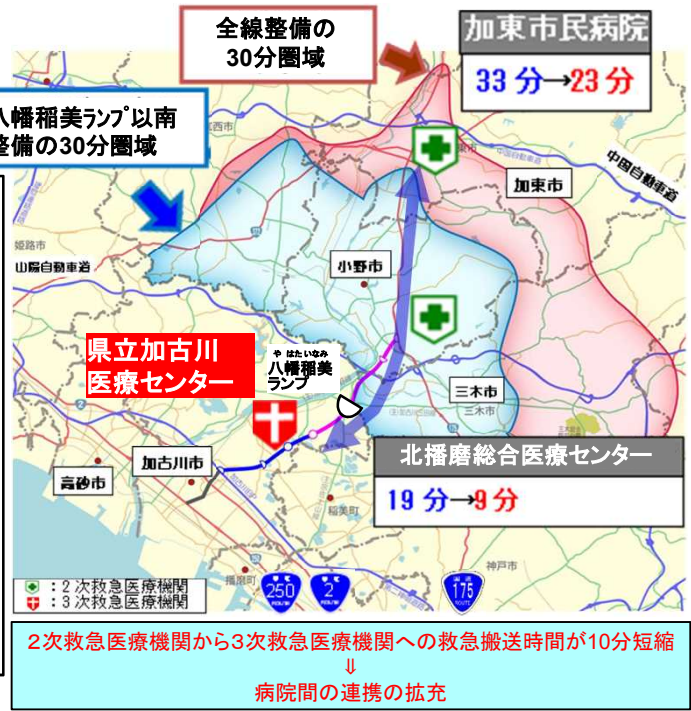 全線整備の
30分圏域
加東市民病院
33 分→23 分
八幡稲美ランプ以南
整備の30分圏域
中国自動車道
加東市
姫路市
山陽自動車道
小野市
県立加古川
医療センター
やはたいなみ
八幡稲美
ランプ
三木市
三木市
加古川市
高砂市
北播磨総合医療センター
19 分→9 分
稲美町
播磨町
神戸市
250
2
175
ROUTE
：２次救急医療機関
：３次救急医療機関
２次救急医療機関から３次救急医療機関への救急搬送時間が10分短縮
⇓
病院間の連携の拡充